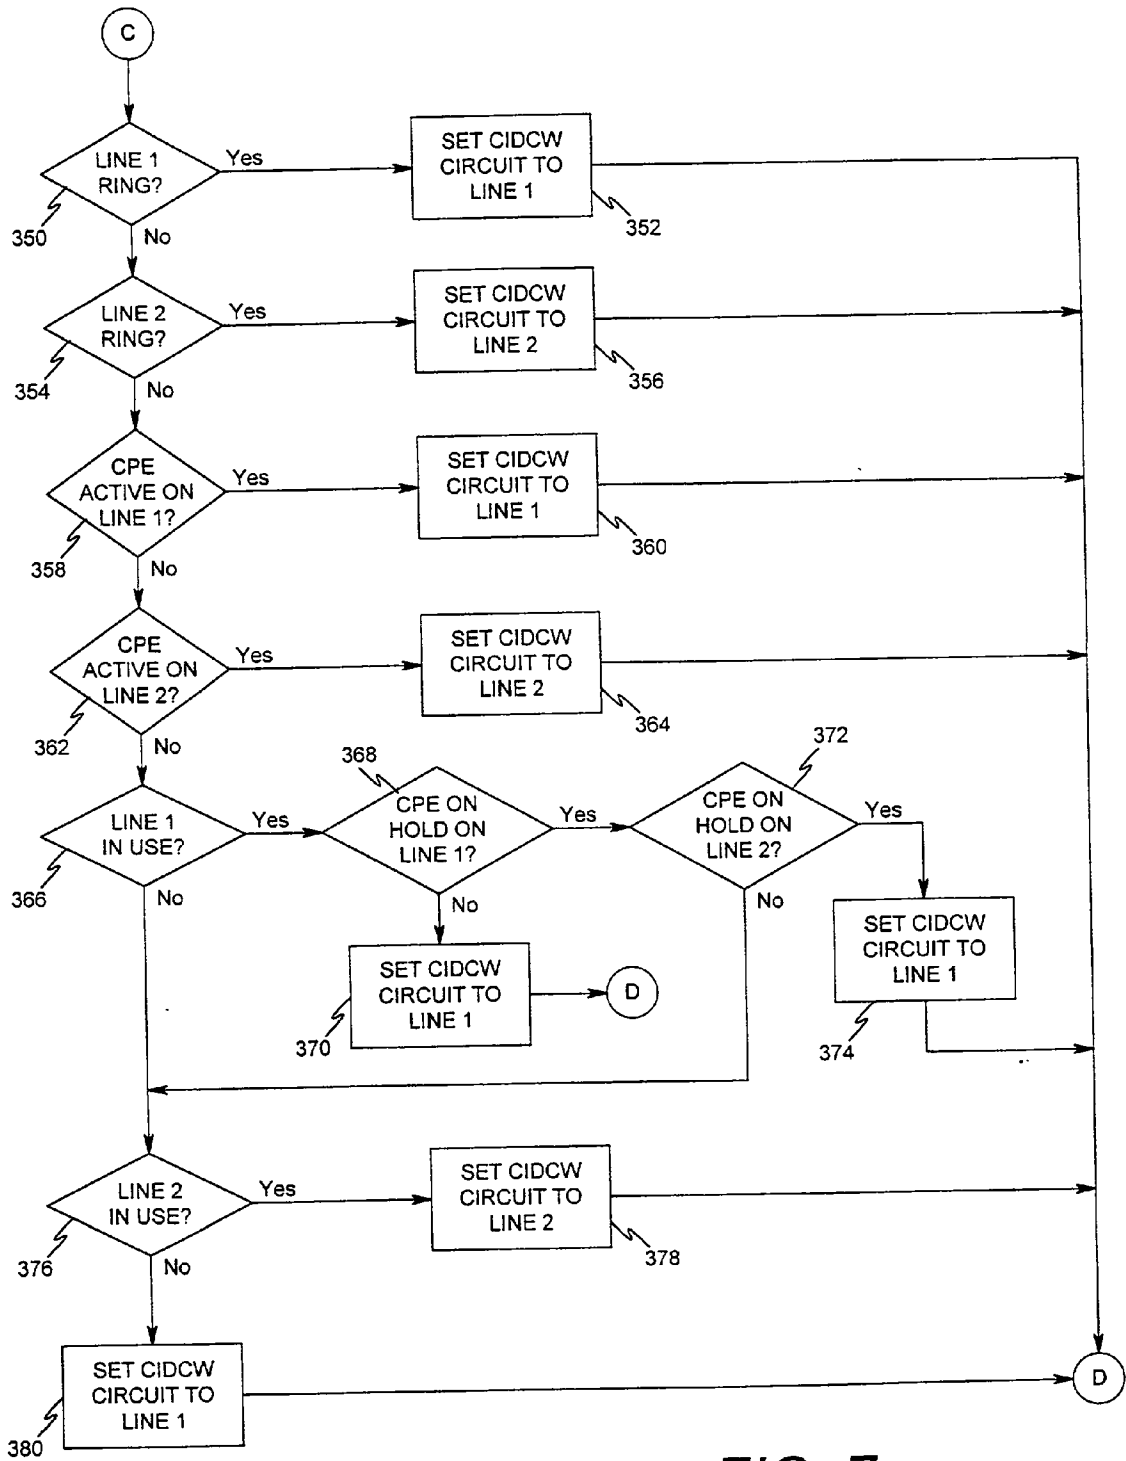 C
LINE 1
RING?
Yes
SET CIDCW
CIRCUIT TO
LINE 1
350
352
No
LINE 2
RING?
Yes
SET CIDCW
CIRCUIT TO
LINE 2
354
356
No
CPE
ACTIVE ON
LINE 1?
Yes
SET CIDCW
CIRCUIT TO
LINE 1
358
360
No
CPE
ACTIVE ON
LINE 2?
Yes
SET CIDCW
CIRCUIT TO
LINE 2
362
364
No
LINE 1
IN USE?
366
Yes
No
368
CPE ON
HOLD ON
LINE 1?
Yes
No
372
CPE ON
HOLD ON
LINE 2?
Yes
No
SET CIDCW
CIRCUIT TO
LINE 1
370
D
SET CIDCW
CIRCUIT TO
LINE 1
374
LINE 2
IN USE?
Yes
SET CIDCW
CIRCUIT TO
LINE 2
376
378
No
SET CIDCW
CIRCUIT TO
LINE 1
380
D